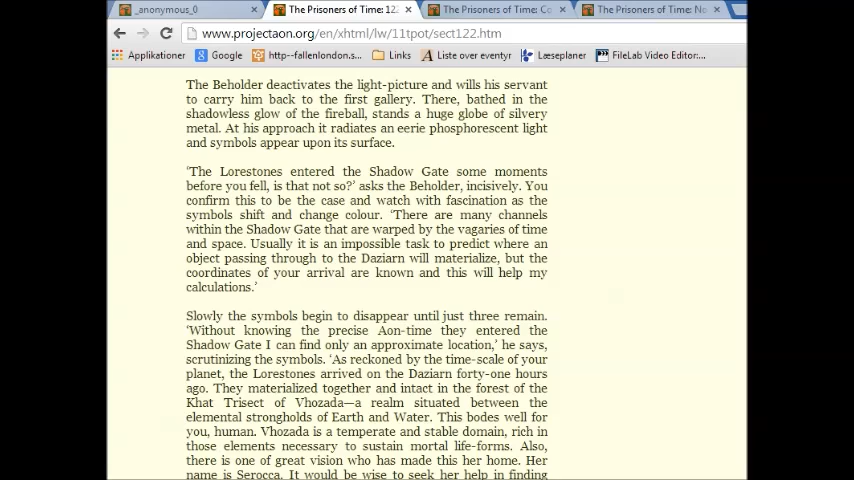 _anonymous_0
The Prisoners of Time: 122
The Prisoners of Time: Co
The Prisoners of Time: No
www.projectaon.org/en/xhtml/lw/11tpot/sect122.htm
Applikationer
Google
http--fallenlondon.s...
Links
Liste over eventyr
Læseplaner
FileLab Video Editor:...
The Beholder deactivates the light-picture and wills his servant
to carry him back to the first gallery. There, bathed in the
shadowless glow of the fireball, stands a huge globe of silvery
metal. At his approach it radiates an eerie phosphorescent light
and symbols appear upon its surface.
‘The Lorestones entered the Shadow Gate some moments
before you fell, is that not so?’ asks the Beholder, incisively. You
confirm this to be the case and watch with fascination as the
symbols shift and change colour. ‘There are many channels
within the Shadow Gate that are warped by the vagaries of time
and space. Usually it is an impossible task to predict where an
object passing through to the Daziarn will materialize, but the
coordinates of your arrival are known and this will help my
calculations.’
Slowly the symbols begin to disappear until just three remain.
‘Without knowing the precise Aon-time they entered the
Shadow Gate I can find only an approximate location,’ he says,
scrutinizing the symbols. ‘As reckoned by the time-scale of your
planet, the Lorestones arrived on the Daziarn forty-one hours
ago. They materialized together and intact in the forest of the
Khat Trisect of Vhozada—a realm situated between the
elemental strongholds of Earth and Water. This bodes well for
you, human. Vhozada is a temperate and stable domain, rich in
those elements necessary to sustain mortal life-forms. Also,
there is one of great vision who has made this her home. Her
name is Serocca. It would be wise to seek her help in finding